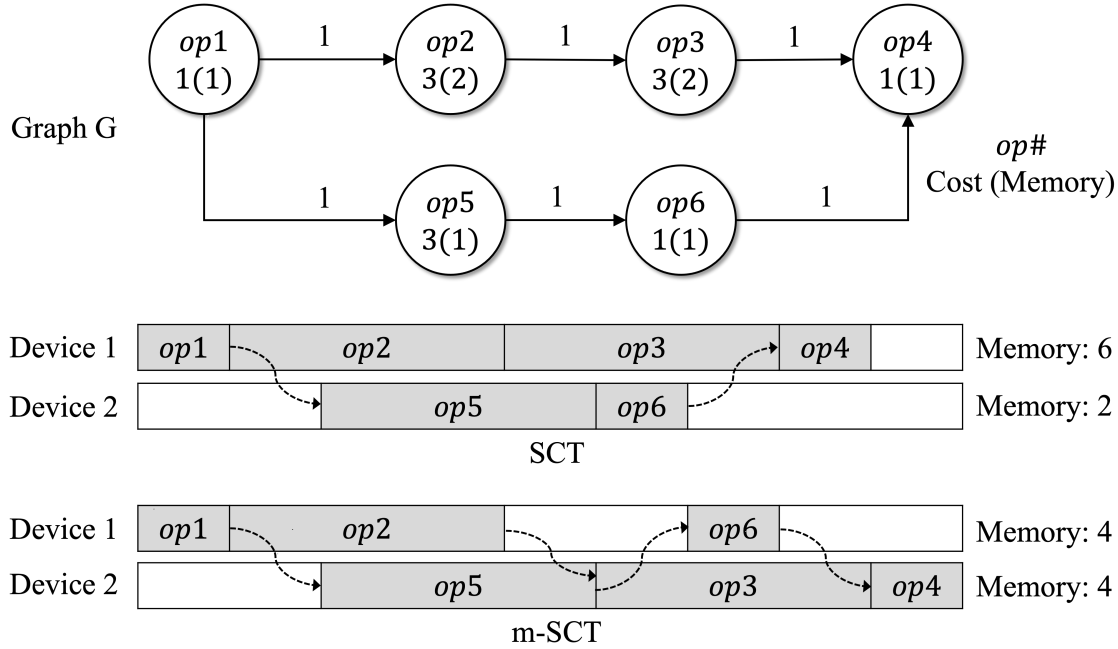 1 1 1
op1 op2 op3 op4
1(1) 3(2) 3(2) 1(1)
Graph G
op#
Cost (Memory)
1 1 1
op5 op6
3(1) 1(1)
Device 1 op1 op2 op3 op4 Memory: 6
Device 2 op5 op6 Memory: 2
SCT
Device 1 op1 op2 op6 Memory: 4
Device 2 op5 op3 op4 Memory: 4
m-SCT